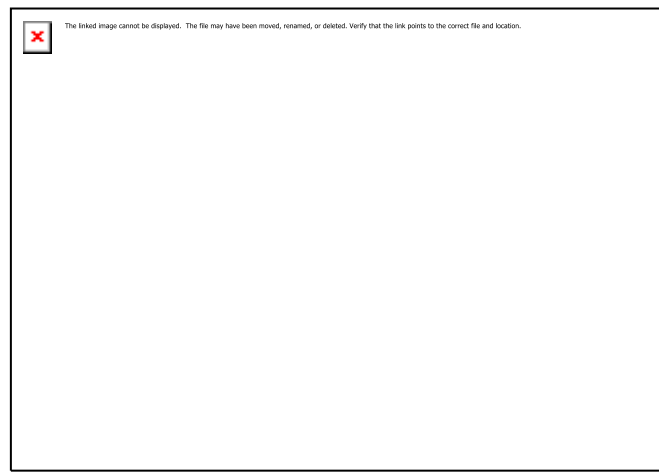 The linked image cannot be displayed.  The file may have been moved, renamed, or deleted. Verify that the link points to the correct file and location.